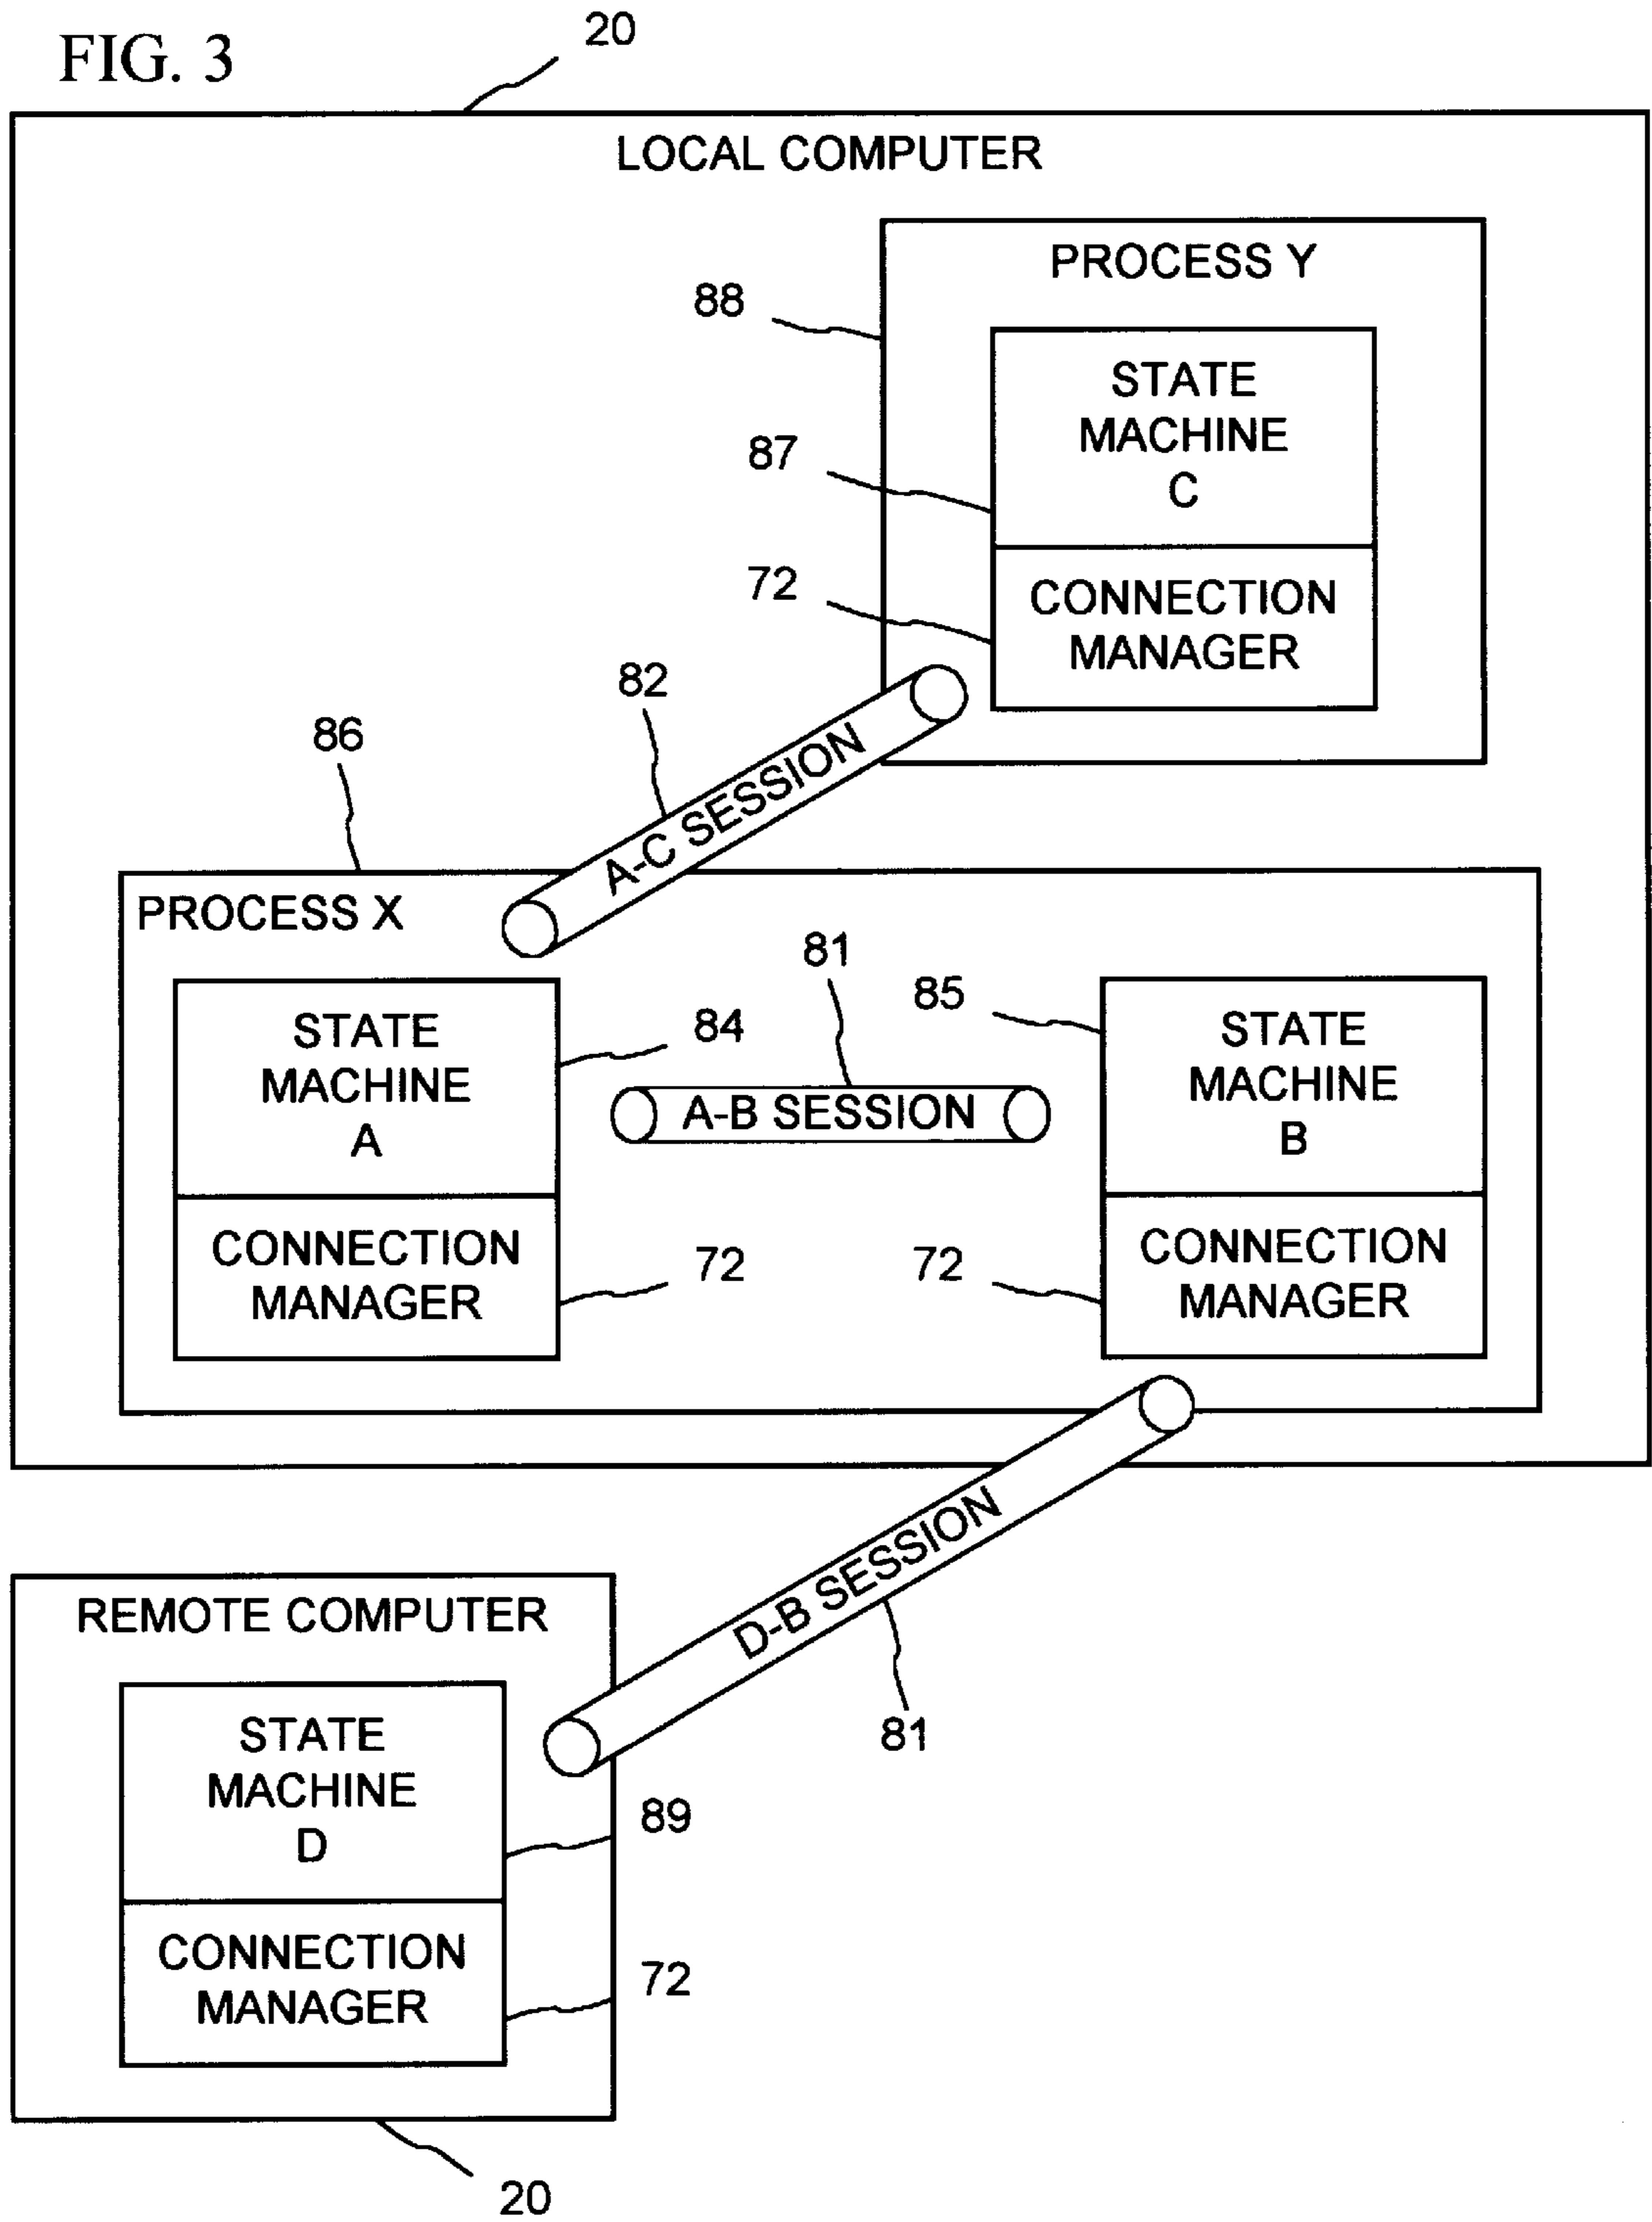 FIG. 3
20
LOCAL COMPUTER
PROCESS Y
88
STATE
MACHINE
C
87
72
CONNECTION
MANAGER
82
A-C SESSION
86
PROCESS X
81
85
STATE
MACHINE
A
84
A-B SESSION
STATE
MACHINE
B
CONNECTION
MANAGER
72
72
CONNECTION
MANAGER
D-B SESSION
81
REMOTE COMPUTER
STATE
MACHINE
D
89
CONNECTION
MANAGER
72
20